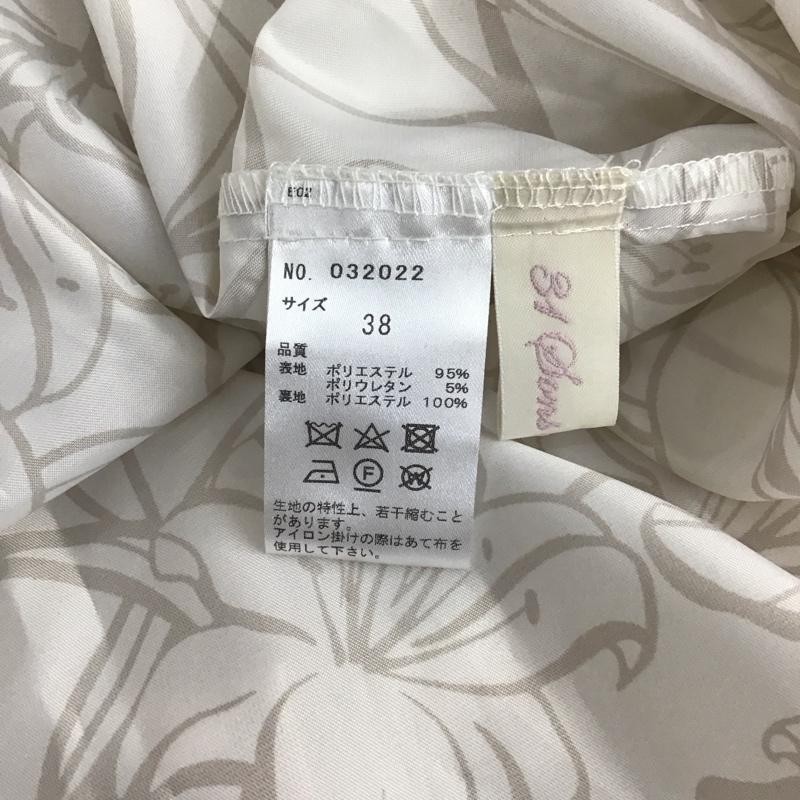 NO. 032022
サイズ
38
品質
表地 ポリエステル 95%
ポリウレタン 5%
裏地 ポリエステル 100%
F
W
生地の特性上、若干縮むこと
があります。
アイロン掛けの際はあて布を
使用して下さい。